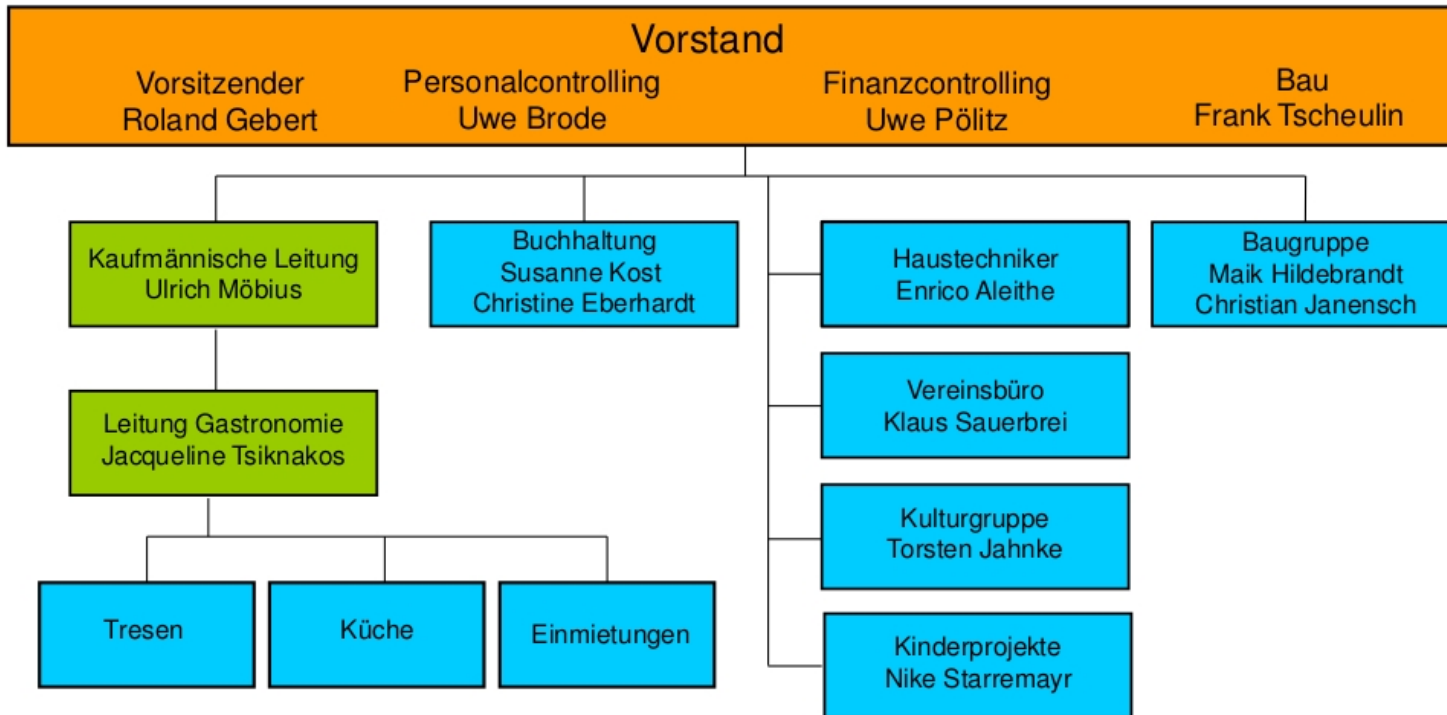 Vorstand
Vorsitzender
Roland Gebert
Personalcontrolling
Uwe Brode
Finanzcontrolling
Uwe Pölitz
Bau
Frank Tscheulin
Kaufmännische Leitung
Ulrich Möbius
Buchhaltung
Susanne Kost
Christine Eberhardt
Haustechniker
Enrico Aleithe
Baugruppe
Maik Hildebrandt
Christian Janensch
Vereinsbüro
Klaus Sauerbrei
Leitung Gastronomie
Jacqueline Tsiknakos
Kulturgruppe
Torsten Jahnke
Tresen
Küche
Einmietungen
Kinderprojekte
Nike Starremayr